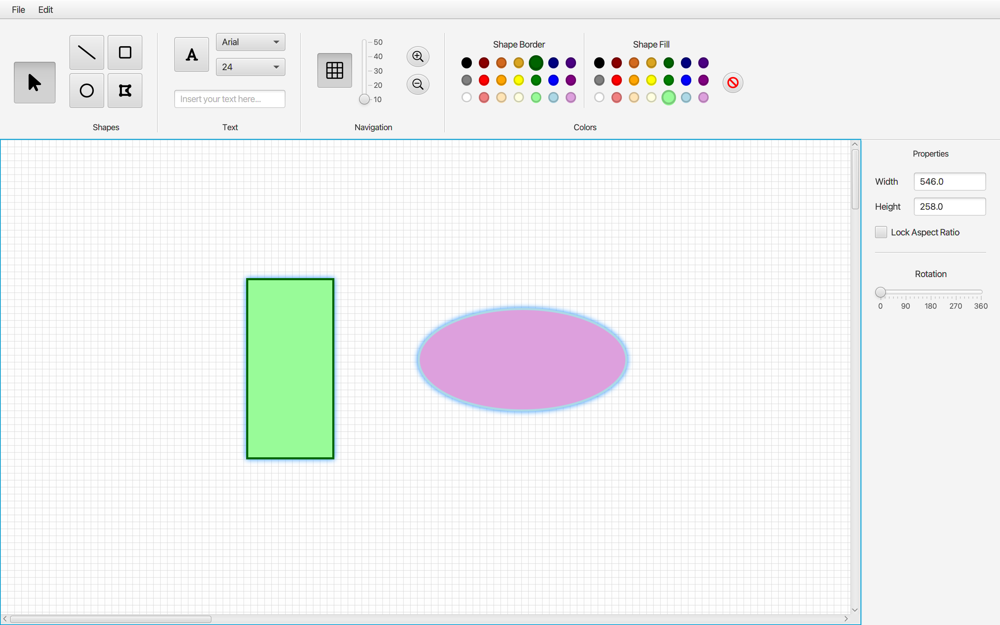 File Edit
Shapes
A
Arial
24
Insert your text here...
Text
50
40
30
20
10
Navigation
Shape Border
Shape Fill
Colors
Properties
Width 546.0
Height 258.0
Lock Aspect Ratio
Rotation
0 90 180 270 360